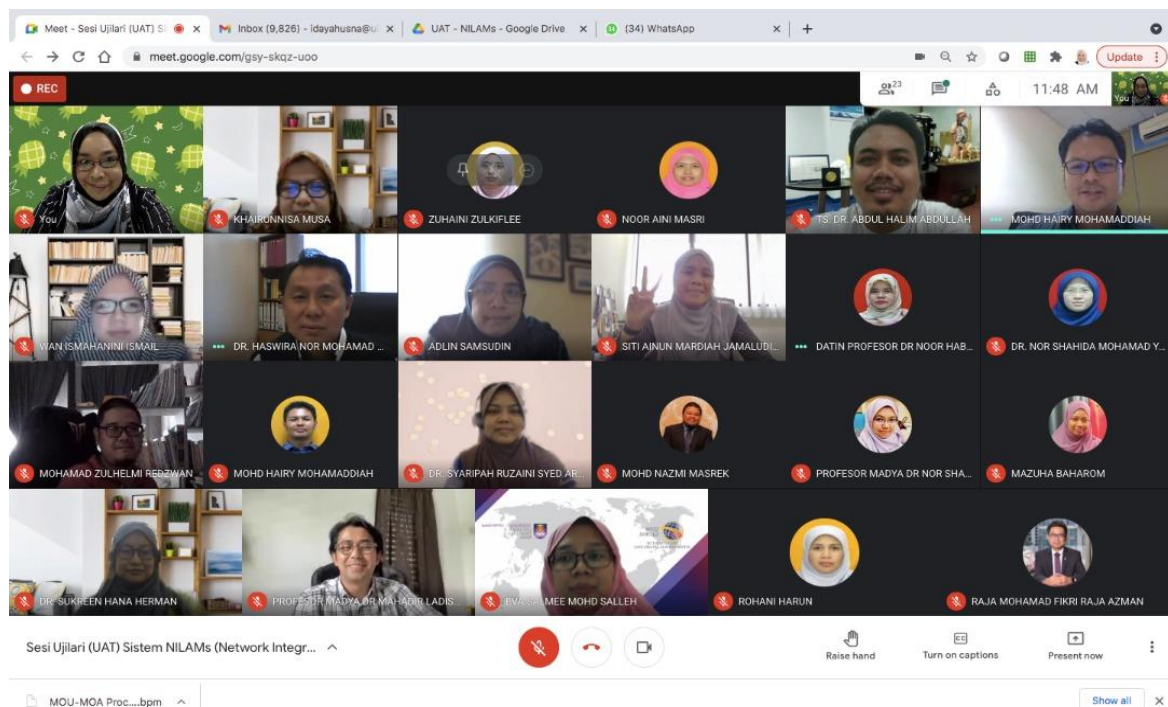 Meet - Sesi Ujilari (UAT) Si
Inbox (9,826) - idayahusna@u
UAT - NILAMs - Google Drive
(34) WhatsApp
meet.google.com/gsy-skqz-uoo
Update
REC
23
11:48 AM
You
You
KHAIRUNNISA MUSA
ZUHAINI ZULKIFLEE
NOOR AINI MASRI
TS. DR. ABDUL HALIM ABDULLAH
MOHD HAIRY MOHAMADDIAH
WAN ISMAHANINI ISMAIL
DR. HASWIRA NOR MOHAMAD ...
ADLIN SAMSUDIN
SITI AINUN MARDIAH JAMALUDI...
DATIN PROFESOR DR NOOR HAB...
DR. NOR SHAHIDA MOHAMAD Y...
MOHAMAD ZULHELMI REDZWAN
MOHD HAIRY MOHAMADDIAH
DR. SYARIPAH RUZAINI SYED AR...
MOHD NAZMI MASREK
PROFESOR MADYA DR NOR SHA...
MAZUHA BAHAROM
DR. SUKREEN HANA HERMAN
PROFESOR MADYA DR MAHADIR LADIS...
EVA SALMEE MOHD SALLEH
ROHANI HARUN
RAJA MOHAMAD FIKRI RAJA AZMAN
Sesi Ujilari (UAT) Sistem NILAMs (Network Integr...
Raise hand
CC
Turn on captions
Present now
MOU-MOA Proc....bpm
Show all